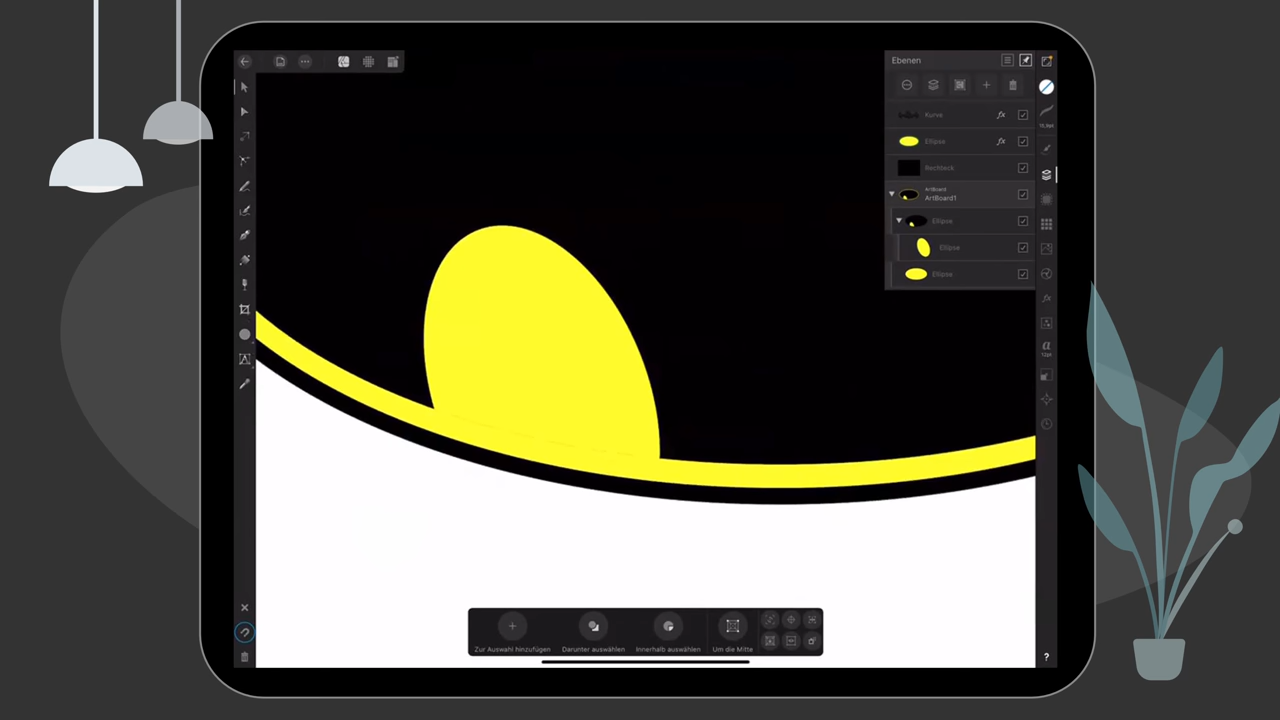 Ebenen
Kurve
Ellipse
Rechteck
ArtBoard
ArtBoard1
Ellipse
Ellipse
Ellipse
a
12pt
Zur Auswahl hinzufügen
Darunter auswählen
Innerhalb auswählen
Um die Mitte
?